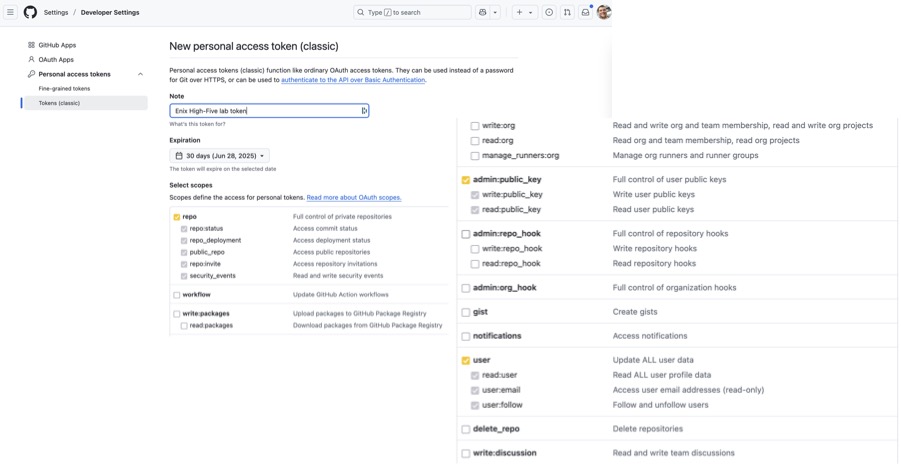 Settings / Developer Settings
Type / to search
GitHub Apps
OAuth Apps
Personal access tokens
Fine-grained tokens
Tokens (classic)
New personal access token (classic)
Personal access tokens (classic) function like ordinary OAuth access tokens. They can be used instead of a password
for Git over HTTPS, or can be used to authenticate to the API over Basic Authentication.
Note
Enix High-Five lab token
What's this token for?
Expiration
30 days (Jun 28, 2025)
The token will expire on the selected date
Select scopes
Scopes define the access for personal tokens. Read more about OAuth scopes.
repo Full control of private repositories
repo:status Access commit status
repo_deployment Access deployment status
public_repo Access public repositories
repo:invite Access repository invitations
security_events Read and write security events
workflow Update GitHub Action workflows
write:packages Upload packages to GitHub Package Registry
read:packages Download packages from GitHub Package Registry
write:org Read and write org and team membership, read and write org projects
read:org Read org and team membership, read org projects
manage_runners:org Manage org runners and runner groups
admin:public_key Full control of user public keys
write:public_key Write user public keys
read:public_key Read user public keys
admin:repo_hook Full control of repository hooks
write:repo_hook Write repository hooks
read:repo_hook Read repository hooks
admin:org_hook Full control of organization hooks
gist Create gists
notifications Access notifications
user Update ALL user data
read:user Read ALL user profile data
user:email Access user email addresses (read-only)
user:follow Follow and unfollow users
delete_repo Delete repositories
write:discussion Read and write team discussions